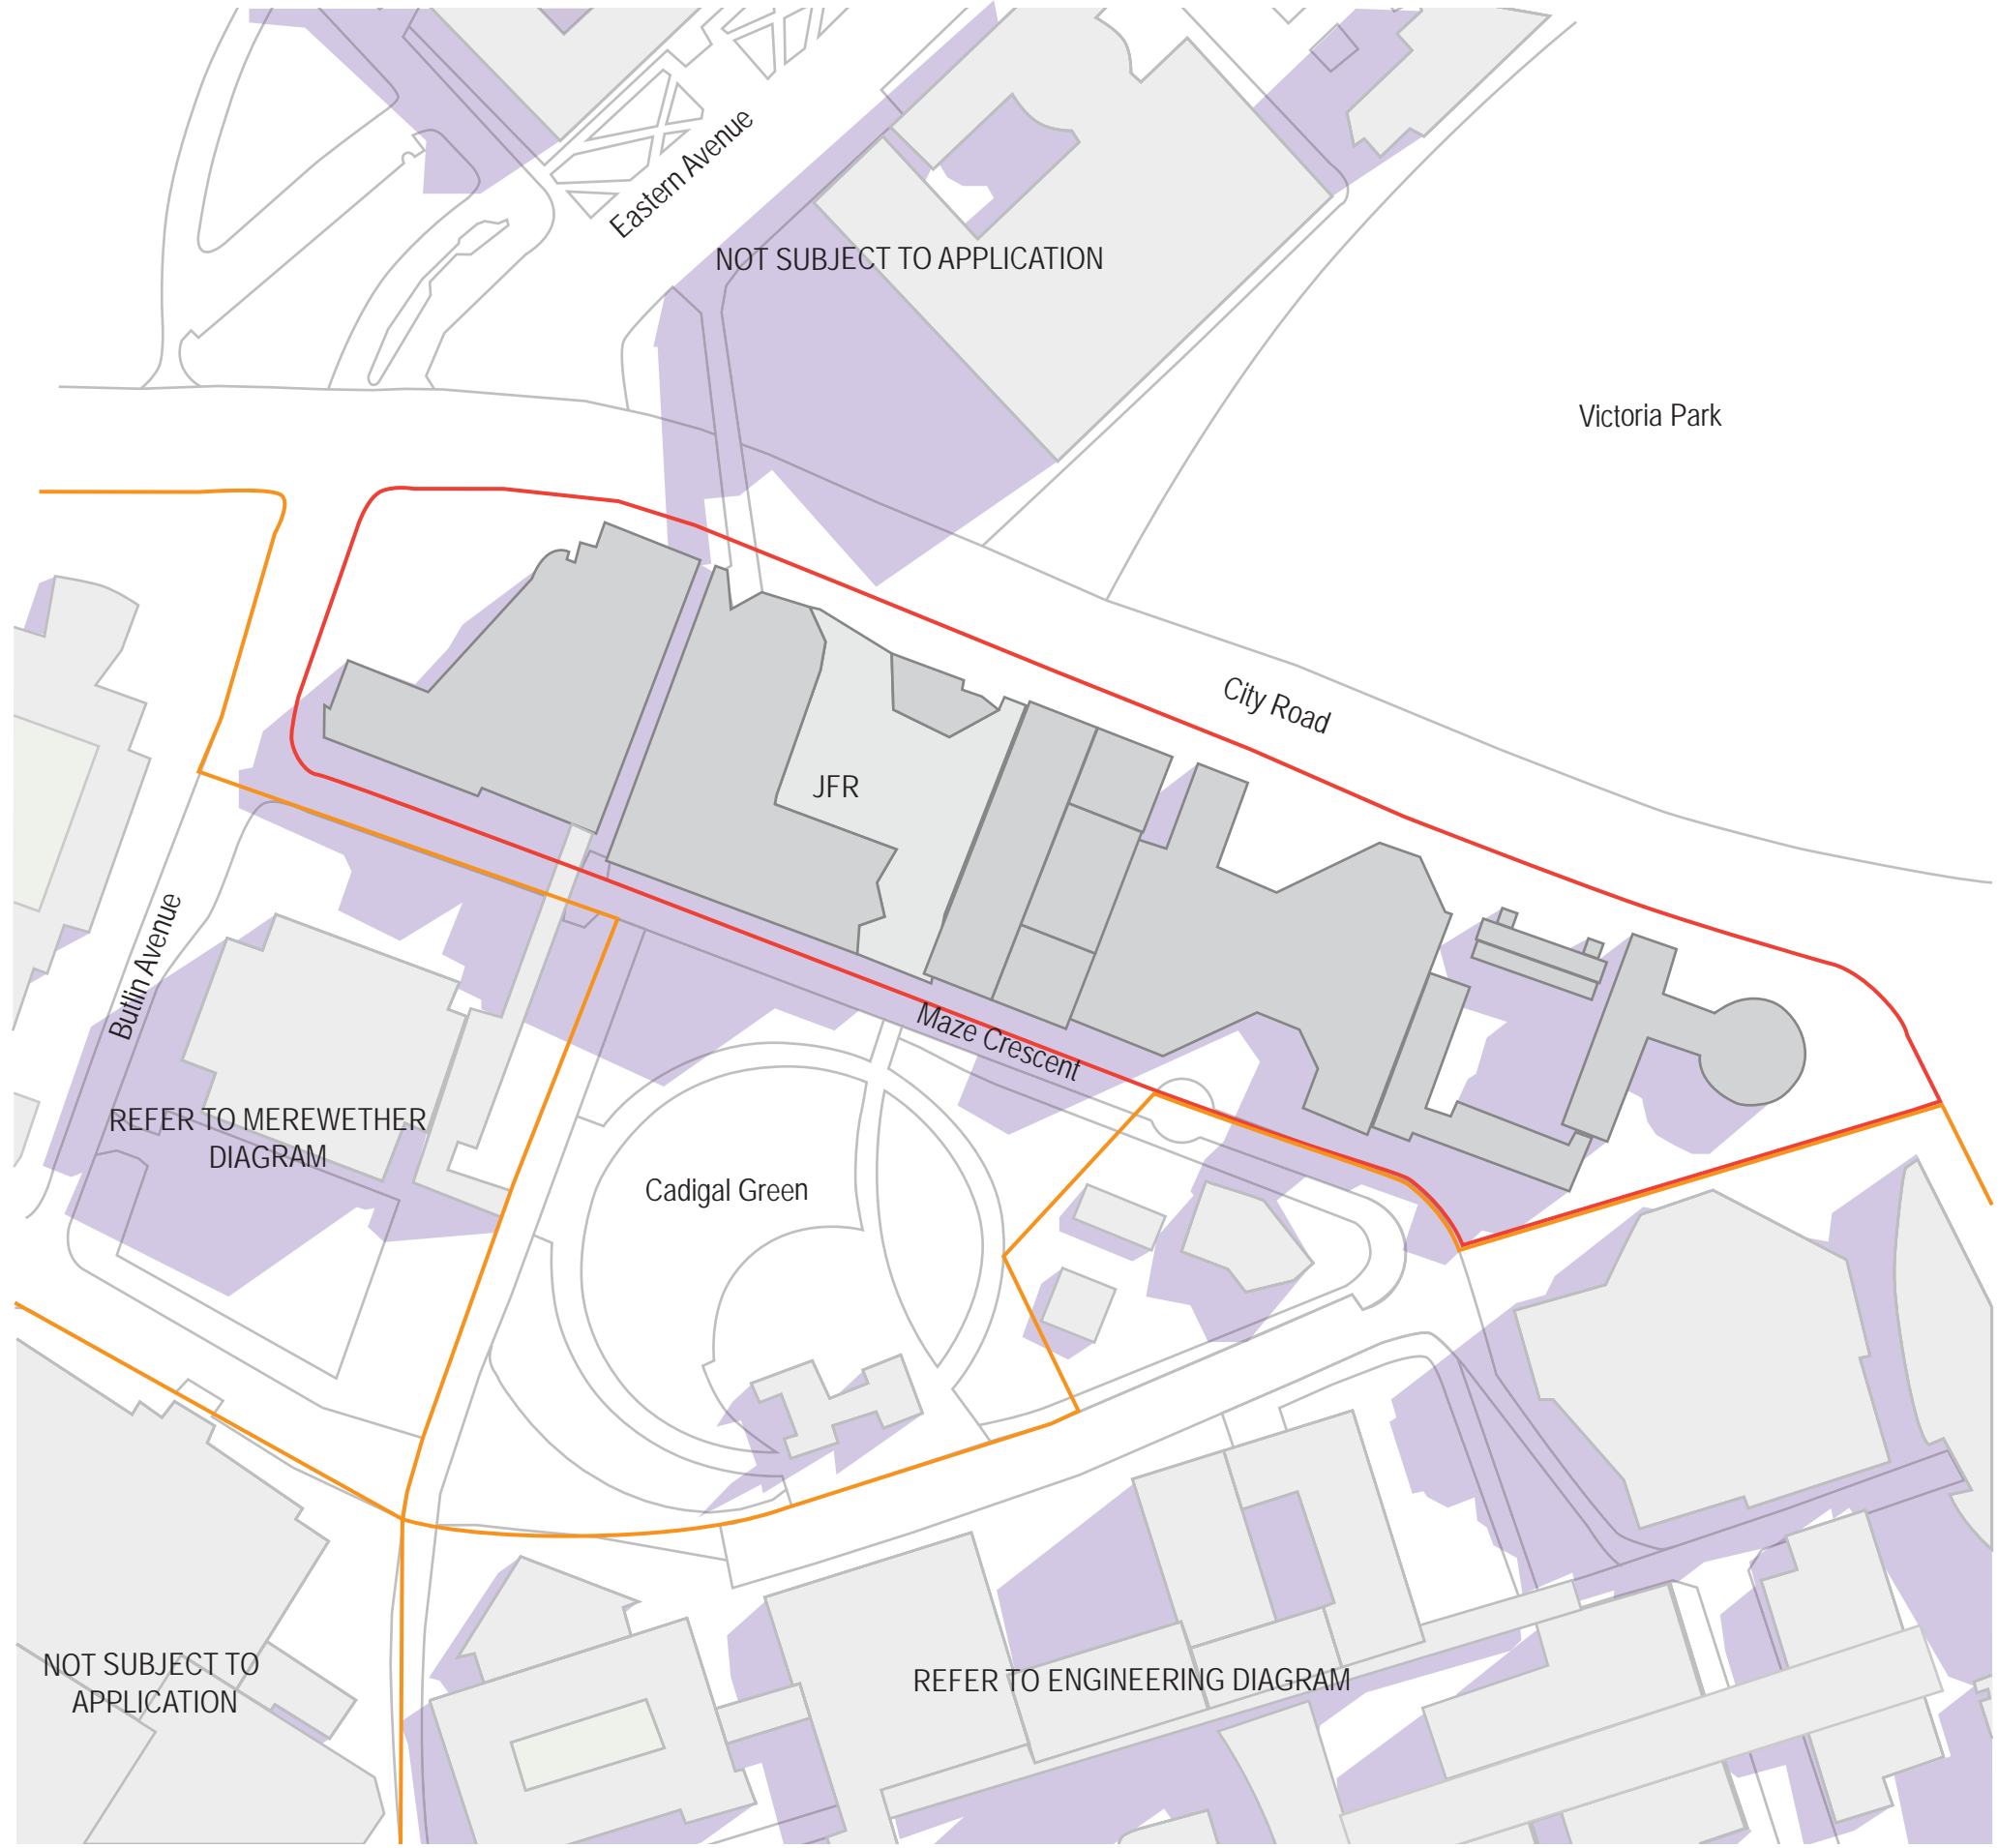 Eastern Avenue
NOT SUBJECT TO APPLICATION
Victoria Park
City Road
JFR
Butlin Avenue
Maze Crescent
REFER TO MEREWETHER
DIAGRAM
Cadigal Green
NOT SUBJECT TO
APPLICATION
REFER TO ENGINEERING DIAGRAM